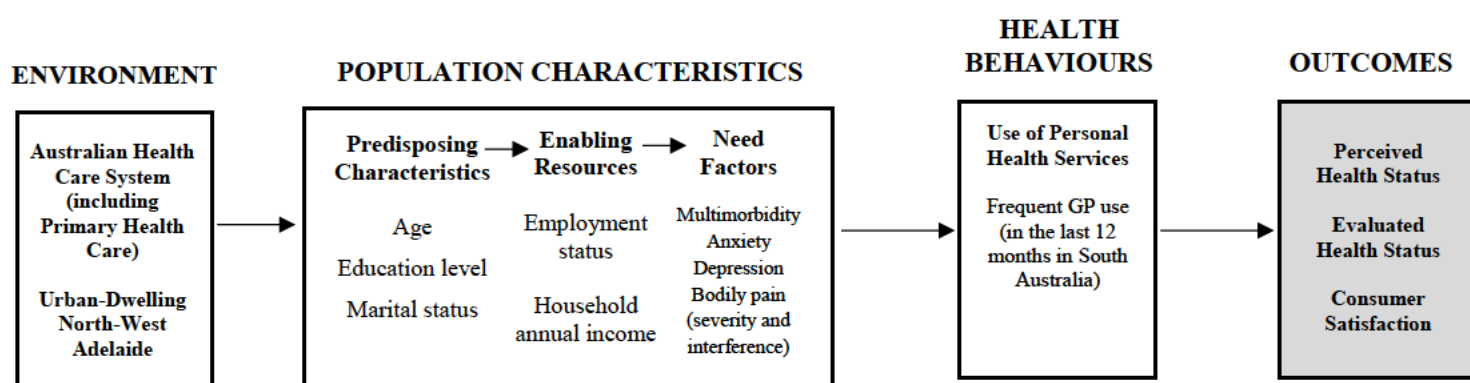 ENVIRONMENT
Australian Health
Care System
(including
Primary Health
Care)
Urban-Dwelling
North-West
Adelaide
POPULATION CHARACTERISTICS
Predisposing
Characteristics
Age
Education level
Marital status
Enabling
Resources
Employment
status
Household
annual income
Need
Factors
Multimorbidity
Anxiety
Depression
Bodily pain
(severity and
interference)
HEALTH
BEHAVIOURS
Use of Personal
Health Services
Frequent GP use
(in the last 12
months in South
Australia)
OUTCOMES
Perceived
Health Status
Evaluated
Health Status
Consumer
Satisfaction